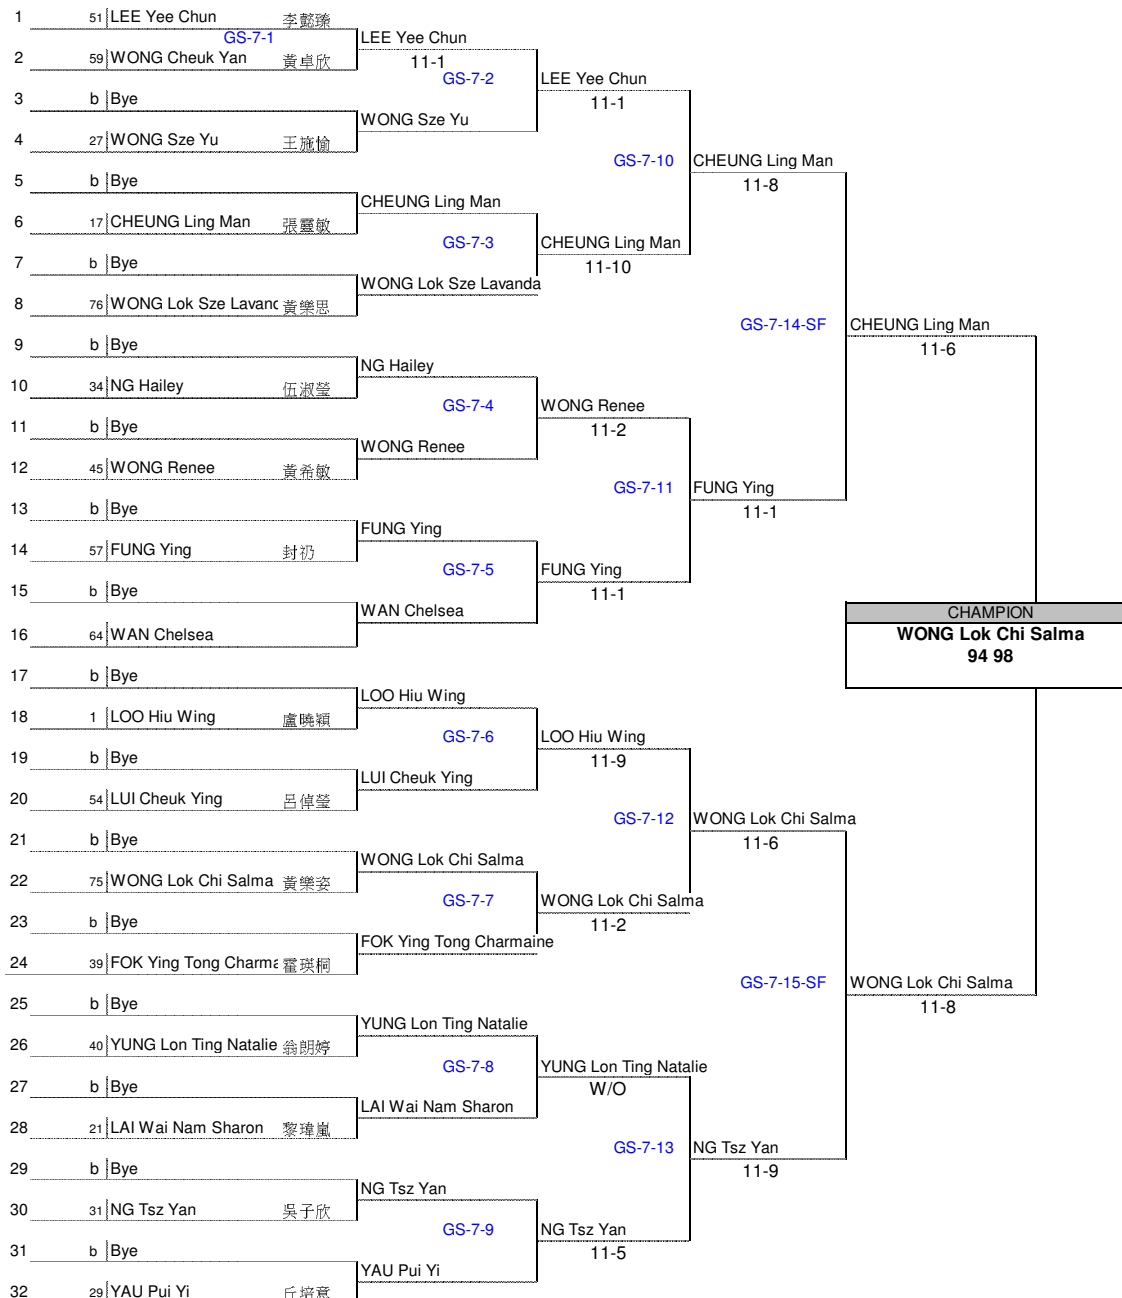 1 51 LEE Yee Chun 李懿臻
GS-7-1 LEE Yee Chun
2 59 WONG Cheuk Yan 黃卓欣 11-1
GS-7-2 LEE Yee Chun
3 b Bye 11-1
WONG Sze Yu
4 27 WONG Sze Yu 王施愉
GS-7-10 CHEUNG Ling Man
5 b Bye 11-8
CHEUNG Ling Man
6 17 CHEUNG Ling Man 張靈敏
GS-7-3 CHEUNG Ling Man
7 b Bye 11-10
WONG Lok Sze Lavanda
8 76 WONG Lok Sze Lavanc 黃樂思
GS-7-14-SF CHEUNG Ling Man
9 b Bye 11-6
NG Hailey
10 34 NG Hailey 伍淑瑩
GS-7-4 WONG Renee
11 b Bye 11-2
WONG Renee
12 45 WONG Renee 黃希敏
GS-7-11 FUNG Ying
13 b Bye 11-1
FUNG Ying
14 57 FUNG Ying 封礽
GS-7-5 FUNG Ying
15 b Bye 11-1
WAN Chelsea CHAMPION
16 64 WAN Chelsea WONG Lok Chi Salma
94 98
17 b Bye
LOO Hiu Wing
18 1 LOO Hiu Wing 盧曉穎
GS-7-6 LOO Hiu Wing
19 b Bye 11-9
LUI Cheuk Ying
20 54 LUI Cheuk Ying 呂倬瑩
GS-7-12 WONG Lok Chi Salma
21 b Bye 11-6
WONG Lok Chi Salma
22 75 WONG Lok Chi Salma 黃樂姿
GS-7-7 WONG Lok Chi Salma
23 b Bye 11-2
FOK Ying Tong Charmaine
24 39 FOK Ying Tong Charma 霍瑛桐
GS-7-15-SF WONG Lok Chi Salma
25 b Bye 11-8
YUNG Lon Ting Natalie
26 40 YUNG Lon Ting Natalie 翁朗婷
GS-7-8 YUNG Lon Ting Natalie
27 b Bye W/O
LAI Wai Nam Sharon
28 21 LAI Wai Nam Sharon 黎瑋嵐
GS-7-13 NG Tsz Yan
29 b Bye 11-9
NG Tsz Yan
30 31 NG Tsz Yan 吳子欣
GS-7-9 NG Tsz Yan
31 b Bye 11-5
YAU Pui Yi
32 29 YAU Pui Yi 丘培意